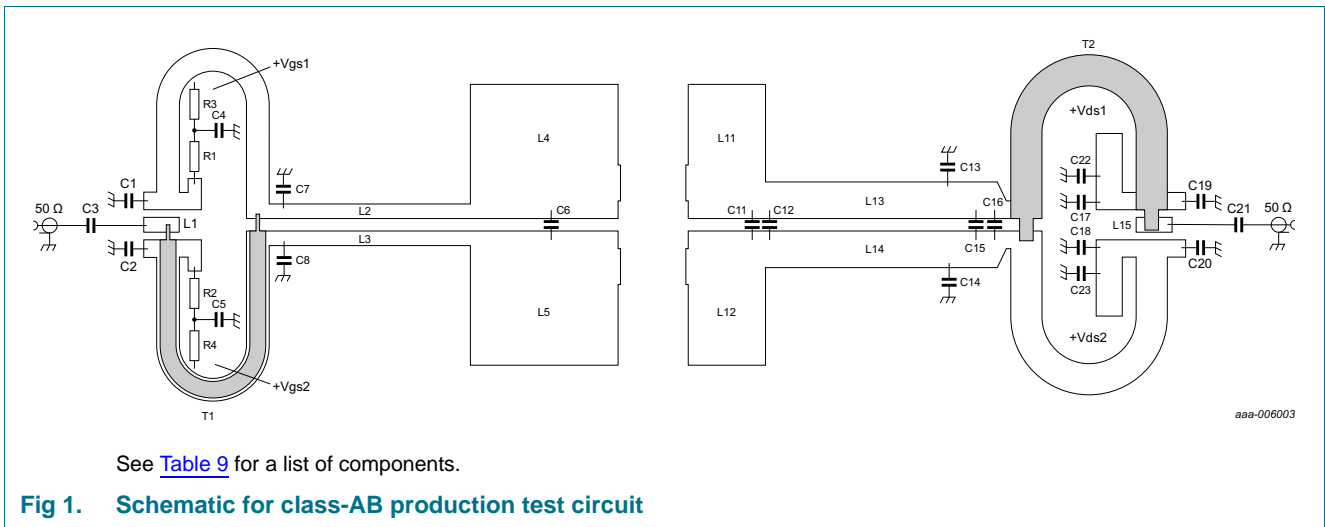 T2
+Vgs1
R3
C4
R1
C1
50 Ω
C3
L1
C2
R2
C5
R4
+Vgs2
T1
C7
L2
L3
C8
C6
L4
L5
L11
L12
C11
C12
C13
L13
C16
C15
L14
C14
+Vds1
C22
C17
C18
C23
+Vds2
L15
C19
C21
50 Ω
C20
aaa-006003
See Table 9 for a list of components.
Fig 1. Schematic for class-AB production test circuit